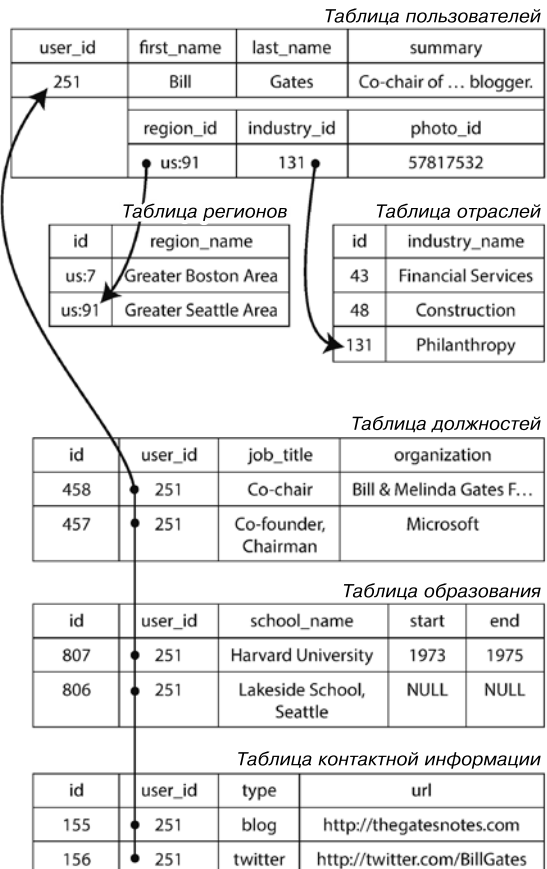 Таблица пользователей
user_id first_name last_name summary
251 Bill Gates Co-chair of … blogger.
region_id industry_id photo_id
us:91 131 57817532
Таблица регионов
id region_name
us:7 Greater Boston Area
us:91 Greater Seattle Area
Таблица отраслей
id industry_name
43 Financial Services
48 Construction
131 Philanthropy
Таблица должностей
id user_id job_title organization
458 251 Co-chair Bill & Melinda Gates F…
457 251 Co-founder, Microsoft
Chairman
Таблица образования
id user_id school_name start end
807 251 Harvard University 1973 1975
806 251 Lakeside School, NULL NULL
Seattle
Таблица контактной информации
id user_id type url
155 251 blog http://thegatesnotes.com
156 251 twitter http://twitter.com/BillGates